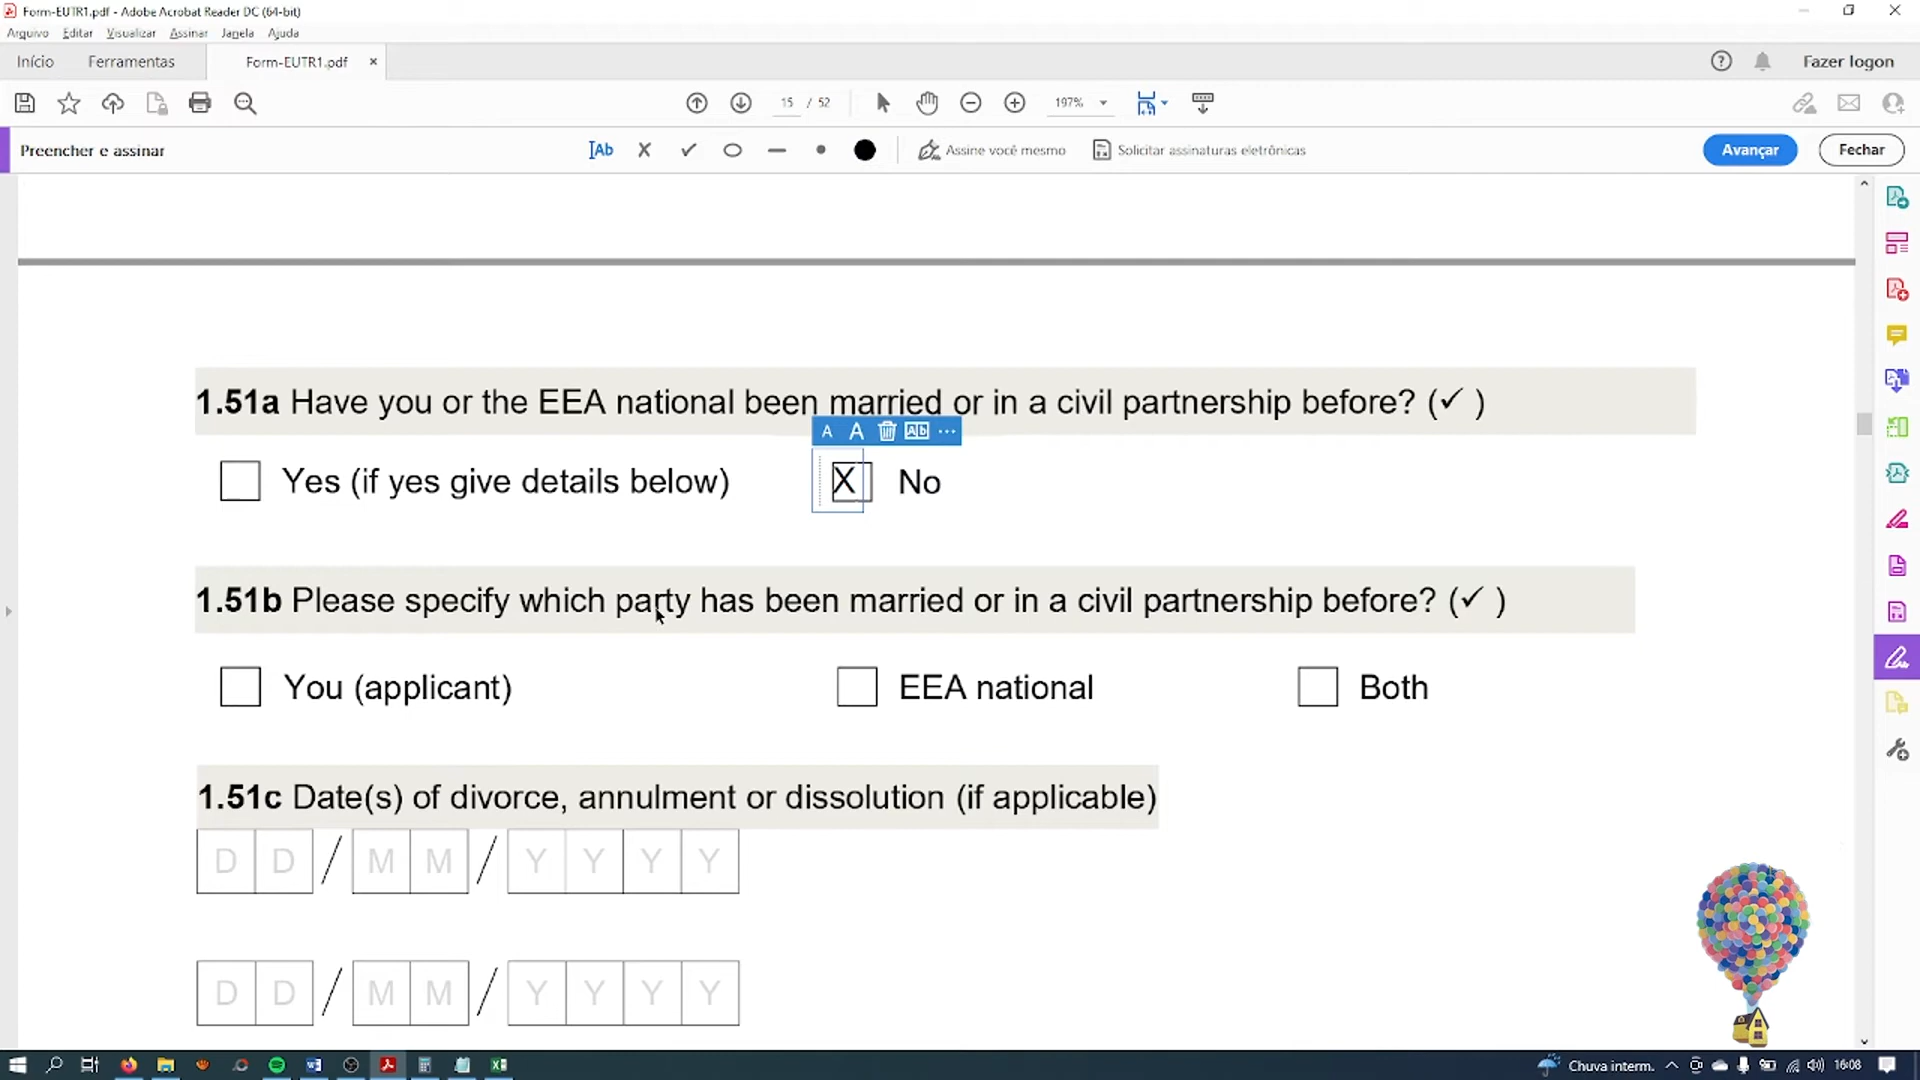 Form-EUTR1.pdf - Adobe Acrobat Reader DC (64-bit)
Arquivo Editar Visualizar Assinar Janela Ajuda
Início Ferramentas Form-EUTR1.pdf × Fazer logon
15 / 52 197%
Preencher e assinar Ab Assine você mesmo Solicitar assinaturas eletrônicas Avançar Fechar
1.51a Have you or the EEA national been married or in a civil partnership before? (✓ )
A A Ab ...
Yes (if yes give details below) X No
1.51b Please specify which party has been married or in a civil partnership before? (✓ )
You (applicant) EEA national Both
1.51c Date(s) of divorce, annulment or dissolution (if applicable)
D D / M M / Y Y Y Y
D D / M M / Y Y Y Y
Chuva interm. 16:08